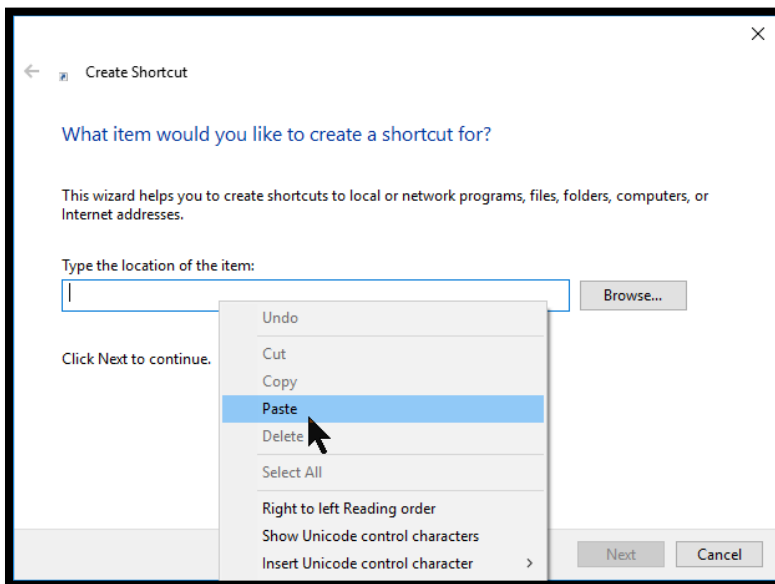 Create Shortcut
What item would you like to create a shortcut for?
This wizard helps you to create shortcuts to local or network programs, files, folders, computers, or
Internet addresses.
Type the location of the item:
Browse...
Undo
Click Next to continue.
Cut
Copy
Paste
Delete
Select All
Right to left Reading order
Show Unicode control characters
Insert Unicode control character
Next
Cancel